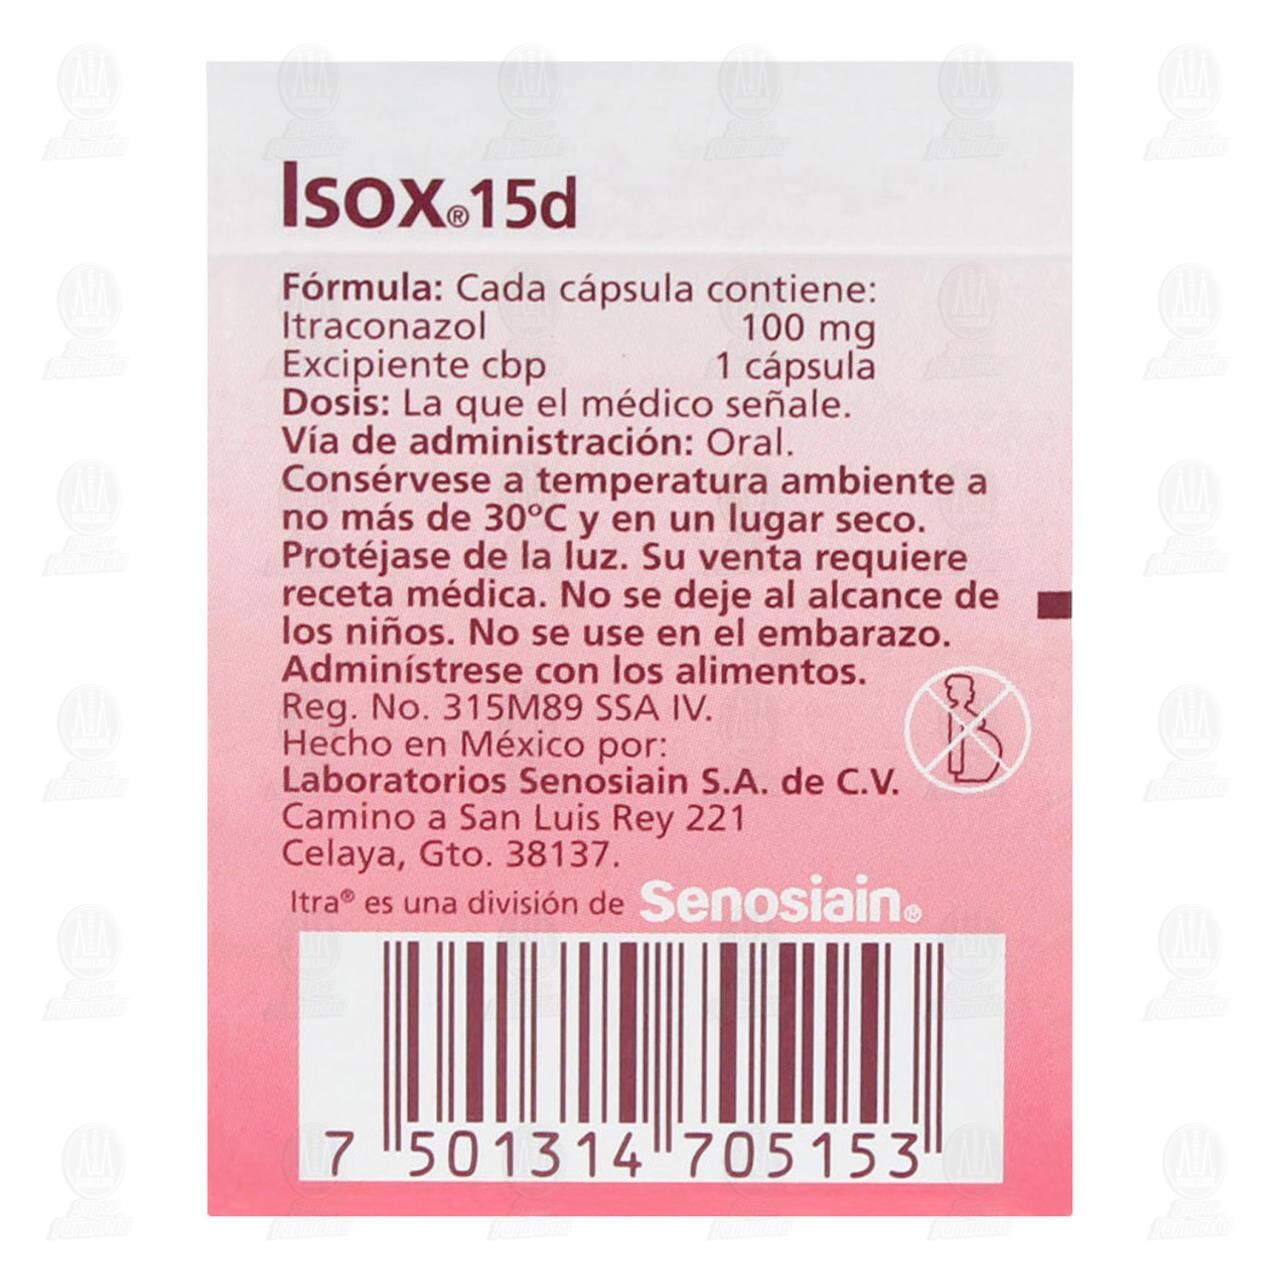 Isox®15d
Fórmula: Cada cápsula contiene:
Itraconazol 100 mg
Excipiente cbp 1 cápsula
Dosis: La que el médico señale.
Vía de administración: Oral.
Consérvese a temperatura ambiente a
no más de 30ºC y en un lugar seco.
Protéjase de la luz. Su venta requiere
receta médica. No se deje al alcance de
los niños. No se use en el embarazo.
Adminístrese con los alimentos.
Reg. No. 315M89 SSA IV.
Hecho en México por:
Laboratorios Senosiain S.A. de C.V.
Camino a San Luis Rey 221
Celaya, Gto. 38137.
Itra® es una división de Senosiain®
7 501314 705153